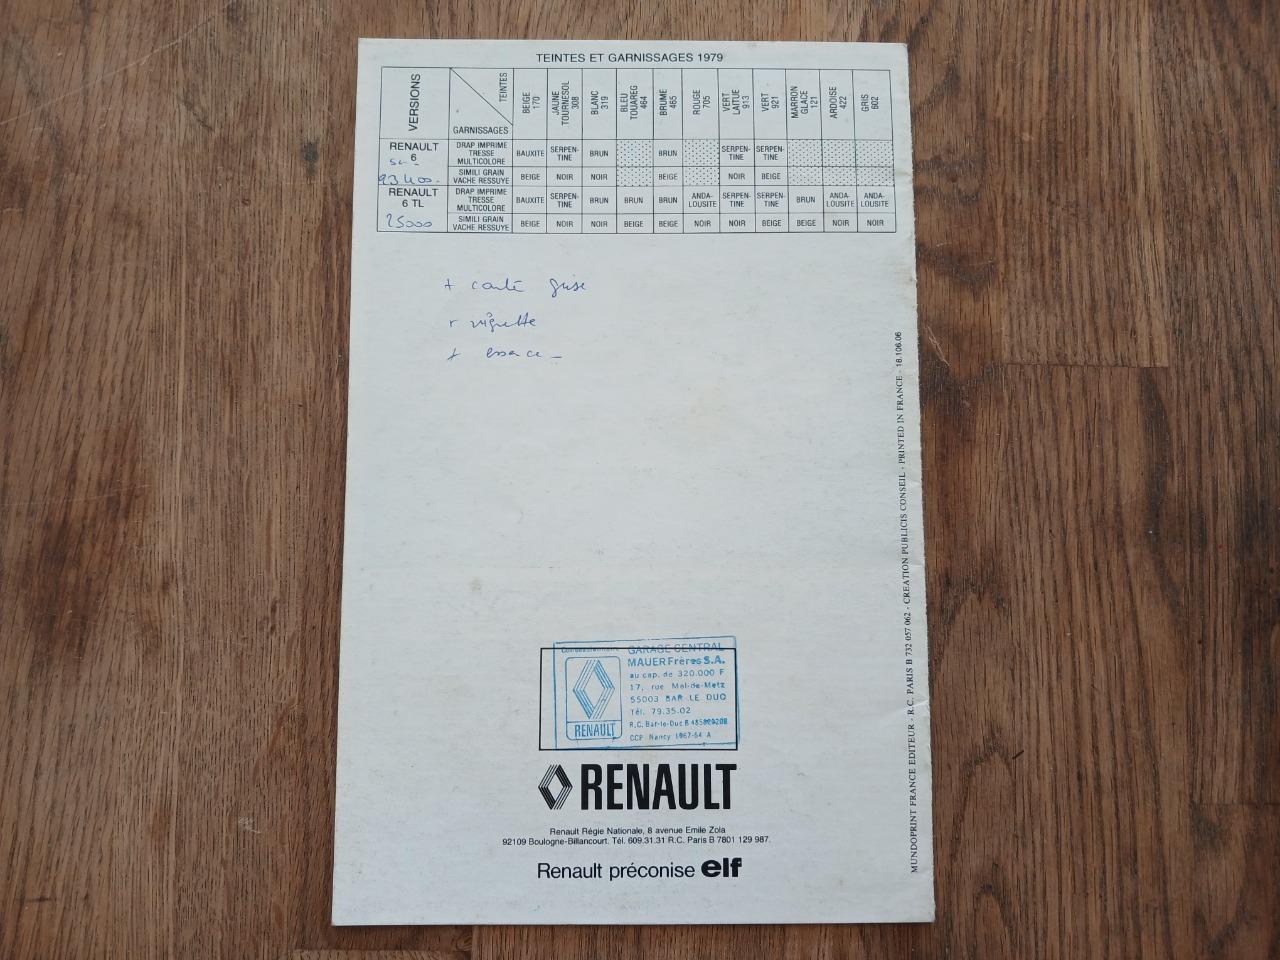 TEINTES ET GARNISSAGES 1979
VERSIONS
TEINTES
GARNISSAGES
BEIGE 170
JAUNE TOURNESOL 308
BLANC 319
BLEU TOUAREG 464
BRUME 465
ROUGE 705
VERT LAITUE 913
VERT 921
MARRON GLACE 121
ARDOISE 422
GRIS 602
RENAULT 6
DRAP IMPRIME TRESSE MULTICOLORE BAUXITE SERPEN-TINE BRUN BRUN SERPEN-TINE SERPEN-TINE
SIMILI GRAIN VACHE RESSUYE BEIGE NOIR NOIR BEIGE NOIR BEIGE
RENAULT 6 TL
DRAP IMPRIME TRESSE MULTICOLORE BAUXITE SERPEN-TINE BRUN BRUN BRUN ANDA-LOUSITE SERPEN-TINE SERPEN-TINE BRUN ANDA-LOUSITE ANDA-LOUSITE
25000
SIMILI GRAIN VACHE RESSUYE BEIGE NOIR NOIR BEIGE BEIGE NOIR NOIR BEIGE BEIGE NOIR NOIR
+ carte grise
+ vignette
+ essence
GARAGE CENTRAL
MAUER Frères S.A.
au cap. de 320.000 F
17, rue Mal-de-Metz
55003 BAR LE DUC
Tél. 79.35.02
R.C. Bar-le-Duc B
CCP Nancy 1967-64 A
RENAULT
RENAULT
Renault Régie Nationale, 8 avenue Emile Zola
92109 Boulogne-Billancourt. Tél. 609.31.31 R.C. Paris B 7801 129 987.
Renault préconise elf
MUNDOPRINT FRANCE EDITEUR - R.C. PARIS B 732 057 062 - CREATION PUBLICIS CONSEIL - PRINTED IN FRANCE - 18.106.06